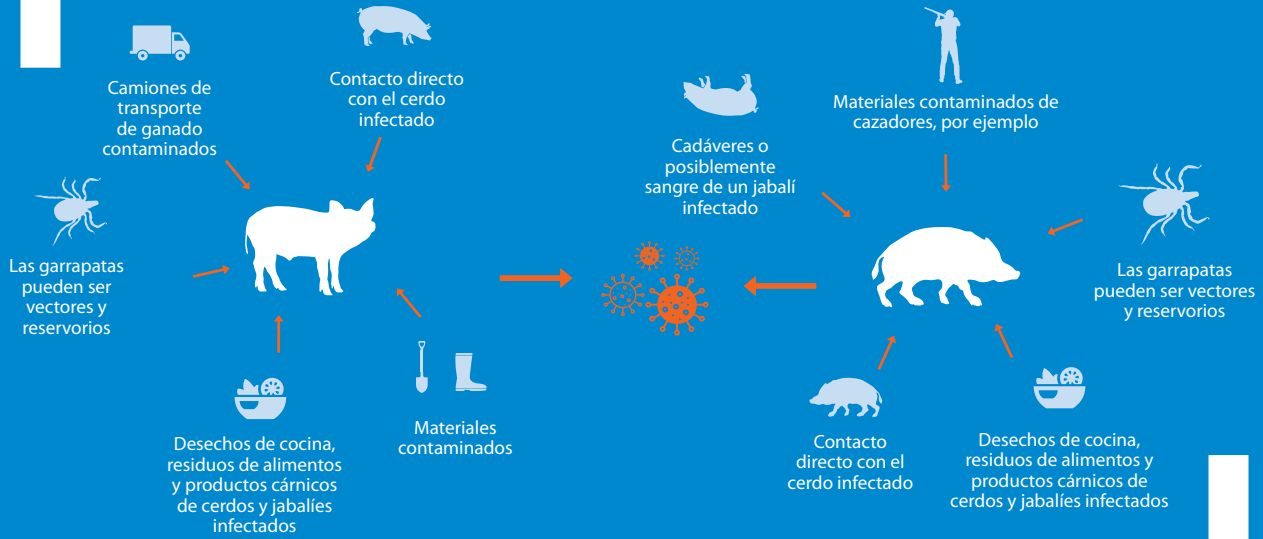 Camiones de
transporte
de ganado
contaminados
Contacto directo
con el cerdo
infectado
Las garrapatas
pueden ser
vectores y
reservorios
Desechos de cocina,
residuos de alimentos
y productos cárnicos
de cerdos y jabalíes
infectados
Materiales
contaminados
Cadáveres o
posiblemente
sangre de un jabalí
infectado
Materiales contaminados de
cazadores, por ejemplo
Las garrapatas
pueden ser vectores
y reservorios
Contacto
directo con el
cerdo infectado
Desechos de cocina,
residuos de alimentos y
productos cárnicos de
cerdos y jabalíes infectados